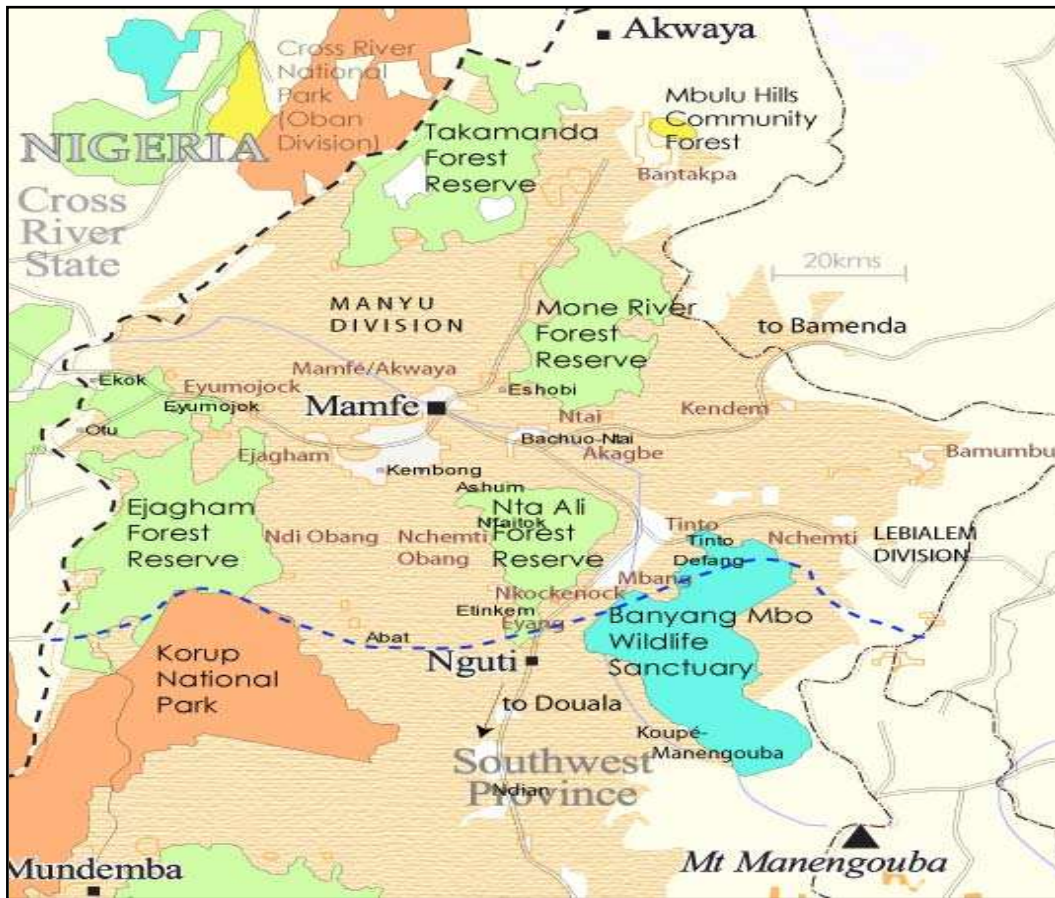 Akwaya
Cross River
National
Park
(Oban
Division)
Mbulu Hills
Community
Forest
NIGERIA
Takamanda
Forest
Reserve
Bantakpa
Cross
River
State
20kms
MANYU
DIVISION
Mone River
Forest
Reserve
to Bamenda
Mamfé/Akwaya
Ekok
Eyumojock
Eyumojok
Eshobi
Mamfe
Ntai
Kendem
Otu
Bachuo-Ntai
Ejagham
Akagbe
Bamumbu
Kembong
Ashum
Ejagham
Forest
Reserve
Nta Ali
Forest
Reserve
Ntaitok
Ndi Obang
Nchemti
Obang
Tinto
Tinto
Nchemti
LEBIALEM
DIVISION
Defang
Mbang
Nkockenock
Etinkem
Eyang
Banyang Mbo
Wildlife
Sanctuary
Abat
Korup
National
Park
Nguti
to Douala
Koupé-
Manengouba
Southwest
Province
Ndian
Mundemba
Mt Manengouba